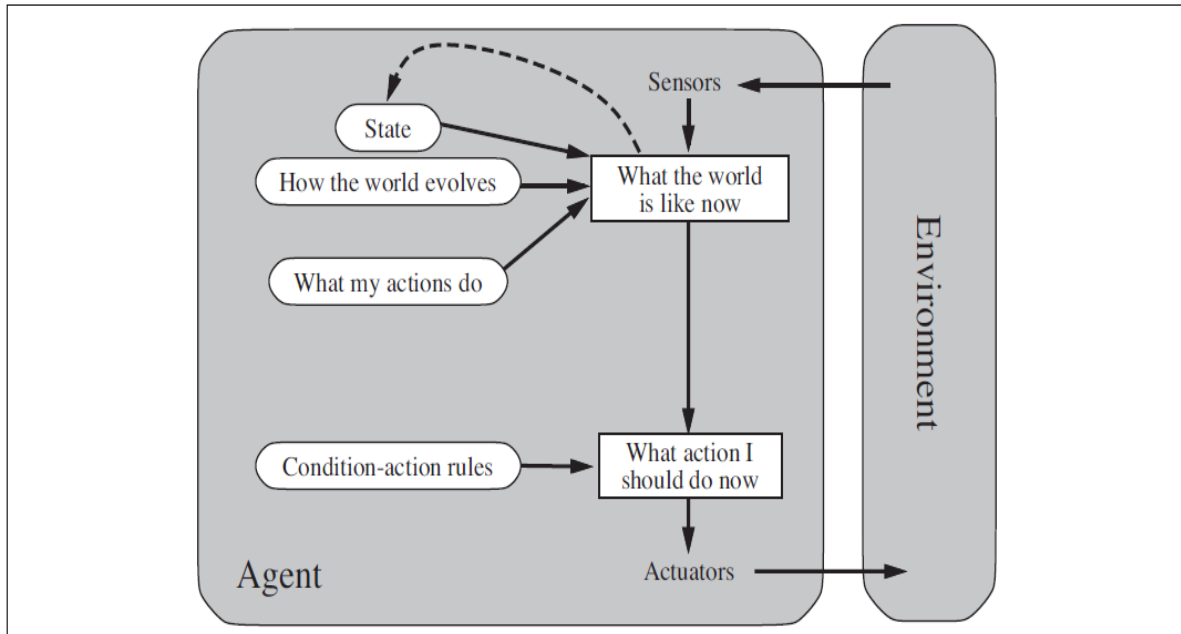 Sensors
State
What the world
is like now
How the world evolves
What my actions do
Environment
Condition-action rules
What action I
should do now
Agent
Actuators